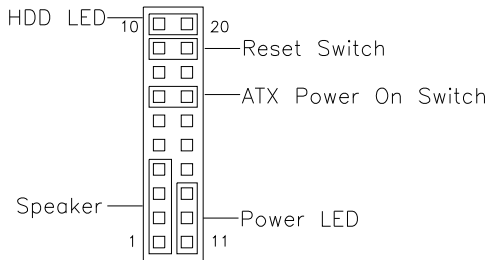 HDD LED
10 20
Reset Switch
ATX Power On Switch
Speaker
Power LED
1 11